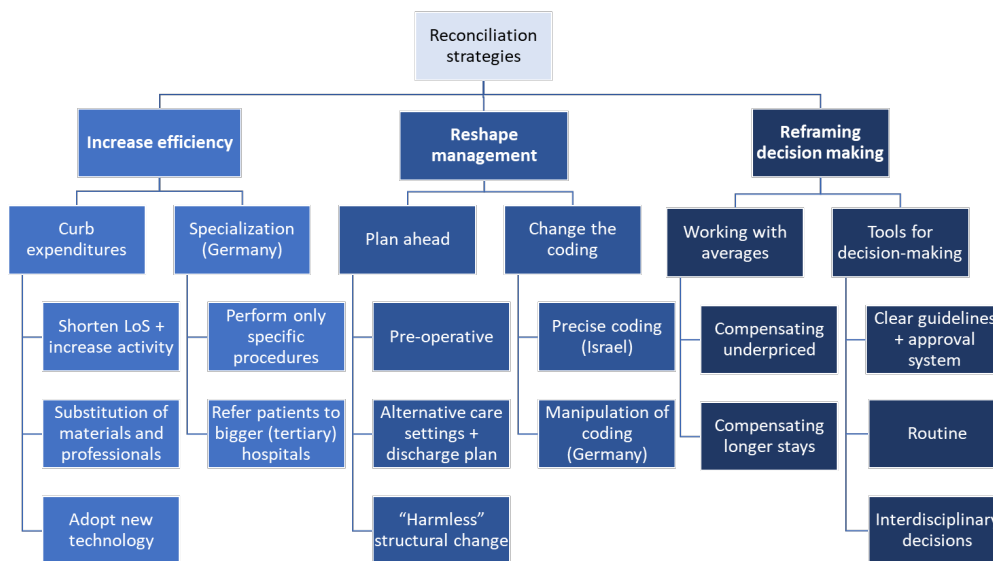 Reconciliation
strategies
Increase efficiency
Reshape
management
Reframing
decision making
Curb
expenditures
Specialization
(Germany)
Plan ahead
Change the
coding
Working with
averages
Tools for
decision-making
Shorten LoS +
increase activity
Perform only
specific
procedures
Pre-operative
Precise coding
(Israel)
Compensating
underpriced
Clear guidelines
+ approval
system
Substitution of
materials and
professionals
Refer patients to
bigger (tertiary)
hospitals
Alternative care
settings +
discharge plan
Manipulation of
coding
(Germany)
Compensating
longer stays
Routine
Adopt new
technology
“Harmless”
structural change
Interdisciplinary
decisions